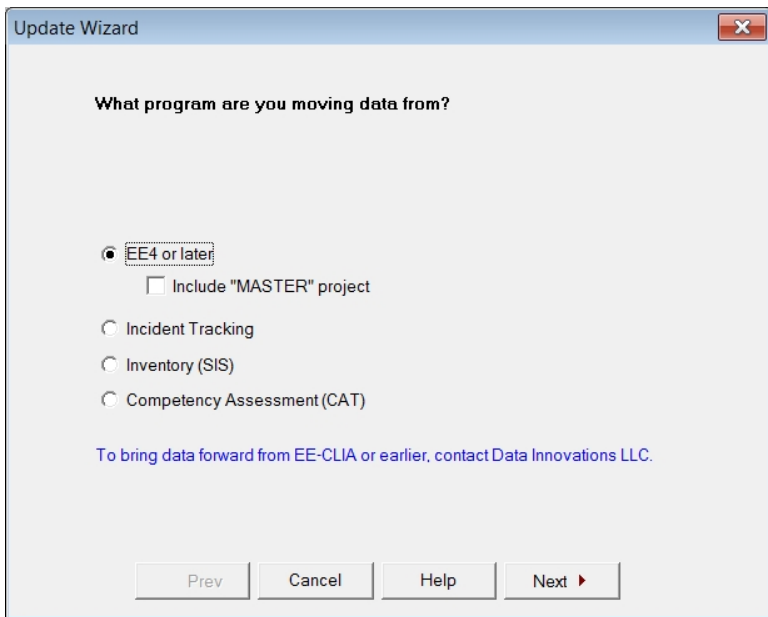 Update Wizard
What program are you moving data from?
EE4 or later
Include "MASTER" project
Incident Tracking
Inventory (SIS)
Competency Assessment (CAT)
To bring data forward from EE-CLIA or earlier, contact Data Innovations LLC.
Prev Cancel Help Next